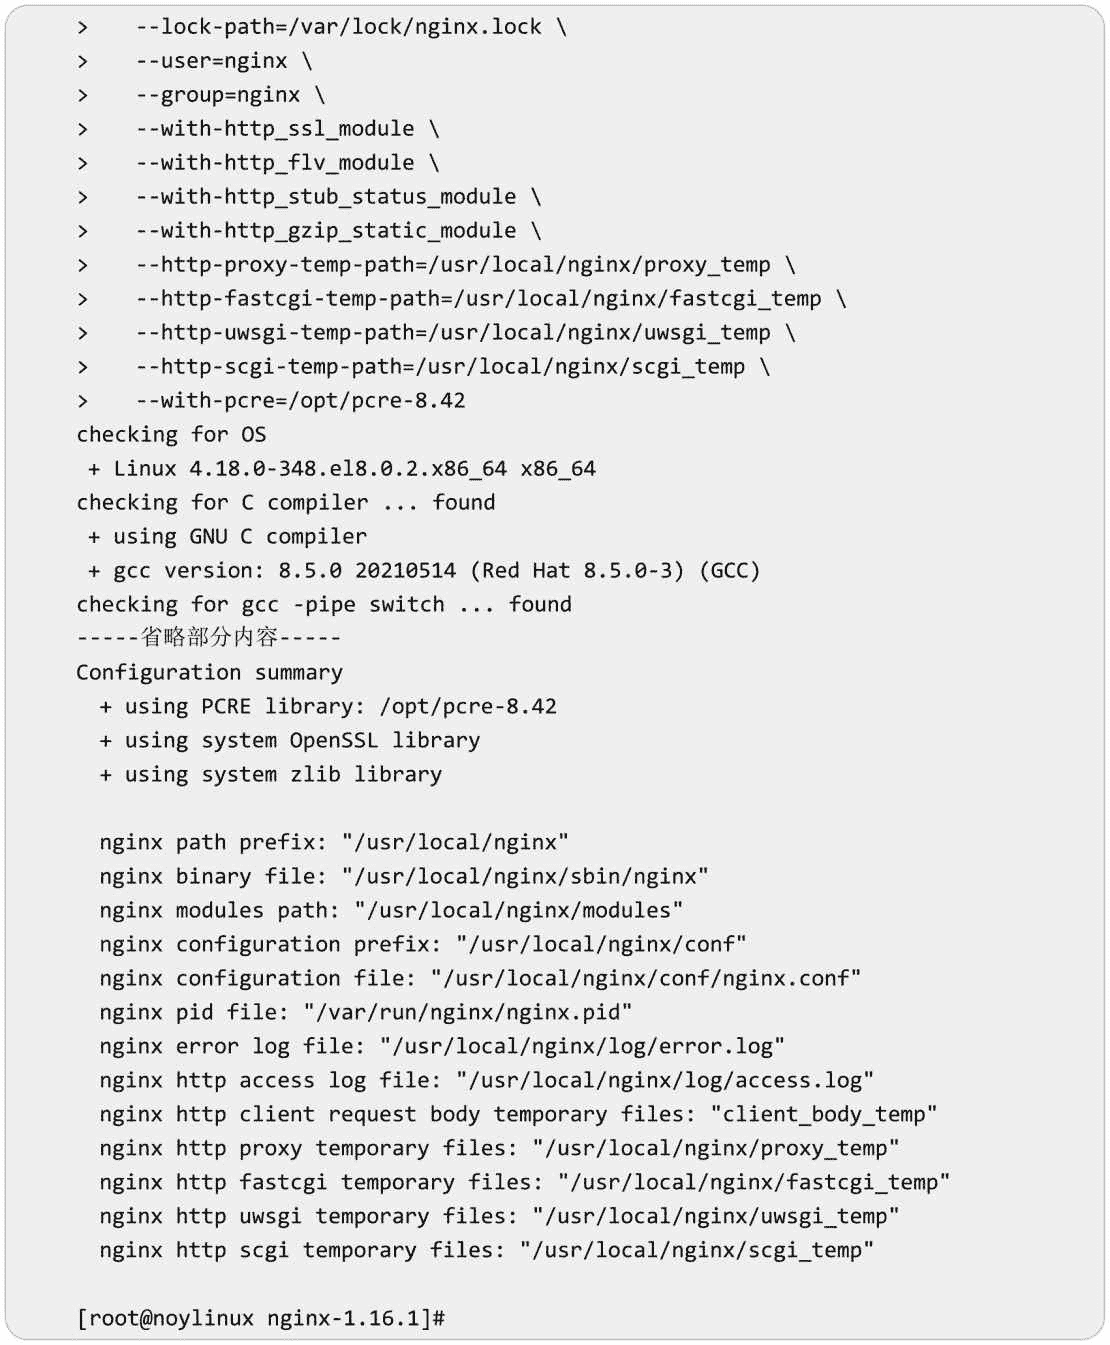 >    --lock-path=/var/lock/nginx.lock \
>    --user=nginx \
>    --group=nginx \
>    --with-http_ssl_module \
>    --with-http_flv_module \
>    --with-http_stub_status_module \
>    --with-http_gzip_static_module \
>    --http-proxy-temp-path=/usr/local/nginx/proxy_temp \
>    --http-fastcgi-temp-path=/usr/local/nginx/fastcgi_temp \
>    --http-uwsgi-temp-path=/usr/local/nginx/uwsgi_temp \
>    --http-scgi-temp-path=/usr/local/nginx/scgi_temp \
>    --with-pcre=/opt/pcre-8.42
checking for OS
 + Linux 4.18.0-348.el8.0.2.x86_64 x86_64
checking for C compiler ... found
 + using GNU C compiler
 + gcc version: 8.5.0 20210514 (Red Hat 8.5.0-3) (GCC)
checking for gcc -pipe switch ... found
-----省略部分内容-----
Configuration summary
  + using PCRE library: /opt/pcre-8.42
  + using system OpenSSL library
  + using system zlib library

  nginx path prefix: "/usr/local/nginx"
  nginx binary file: "/usr/local/nginx/sbin/nginx"
  nginx modules path: "/usr/local/nginx/modules"
  nginx configuration prefix: "/usr/local/nginx/conf"
  nginx configuration file: "/usr/local/nginx/conf/nginx.conf"
  nginx pid file: "/var/run/nginx/nginx.pid"
  nginx error log file: "/usr/local/nginx/log/error.log"
  nginx http access log file: "/usr/local/nginx/log/access.log"
  nginx http client request body temporary files: "client_body_temp"
  nginx http proxy temporary files: "/usr/local/nginx/proxy_temp"
  nginx http fastcgi temporary files: "/usr/local/nginx/fastcgi_temp"
  nginx http uwsgi temporary files: "/usr/local/nginx/uwsgi_temp"
  nginx http scgi temporary files: "/usr/local/nginx/scgi_temp"

[root@noylinux nginx-1.16.1]#